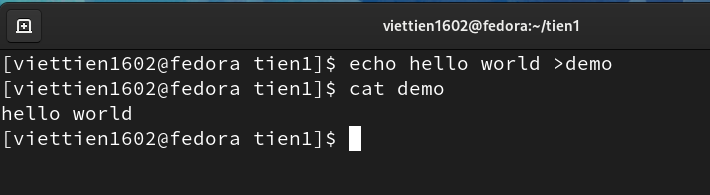 viettien1602@fedora:~/tien1
[viettien1602@fedora tien1]$ echo hello world >demo
[viettien1602@fedora tien1]$ cat demo
hello world
[viettien1602@fedora tien1]$